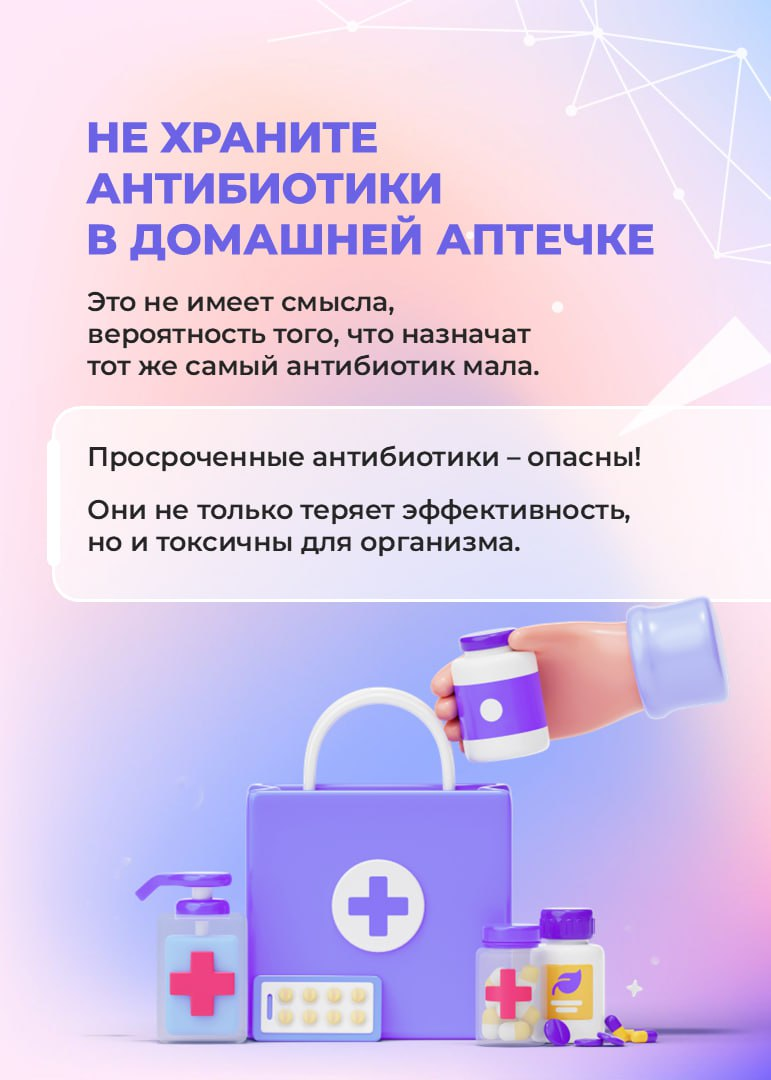 НЕ ХРАНИТЕ
АНТИБИОТИКИ
В ДОМАШНЕЙ АПТЕЧКЕ
Это не имеет смысла,
вероятность того, что назначат
тот же самый антибиотик мала.
Просроченные антибиотики – опасны!
Они не только теряет эффективность,
но и токсичны для организма.